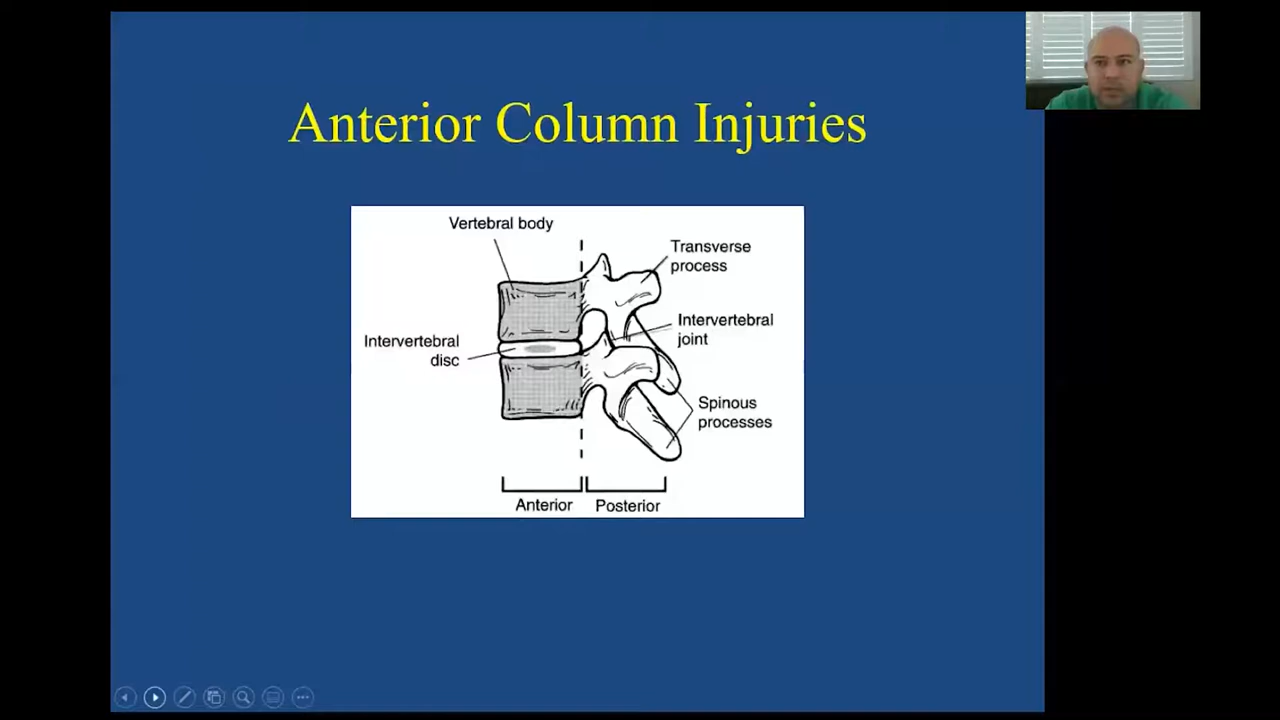 Anterior Column Injuries
Vertebral body
Transverse
process
Intervertebral
joint
Intervertebral
disc
Spinous
processes
Anterior
Posterior